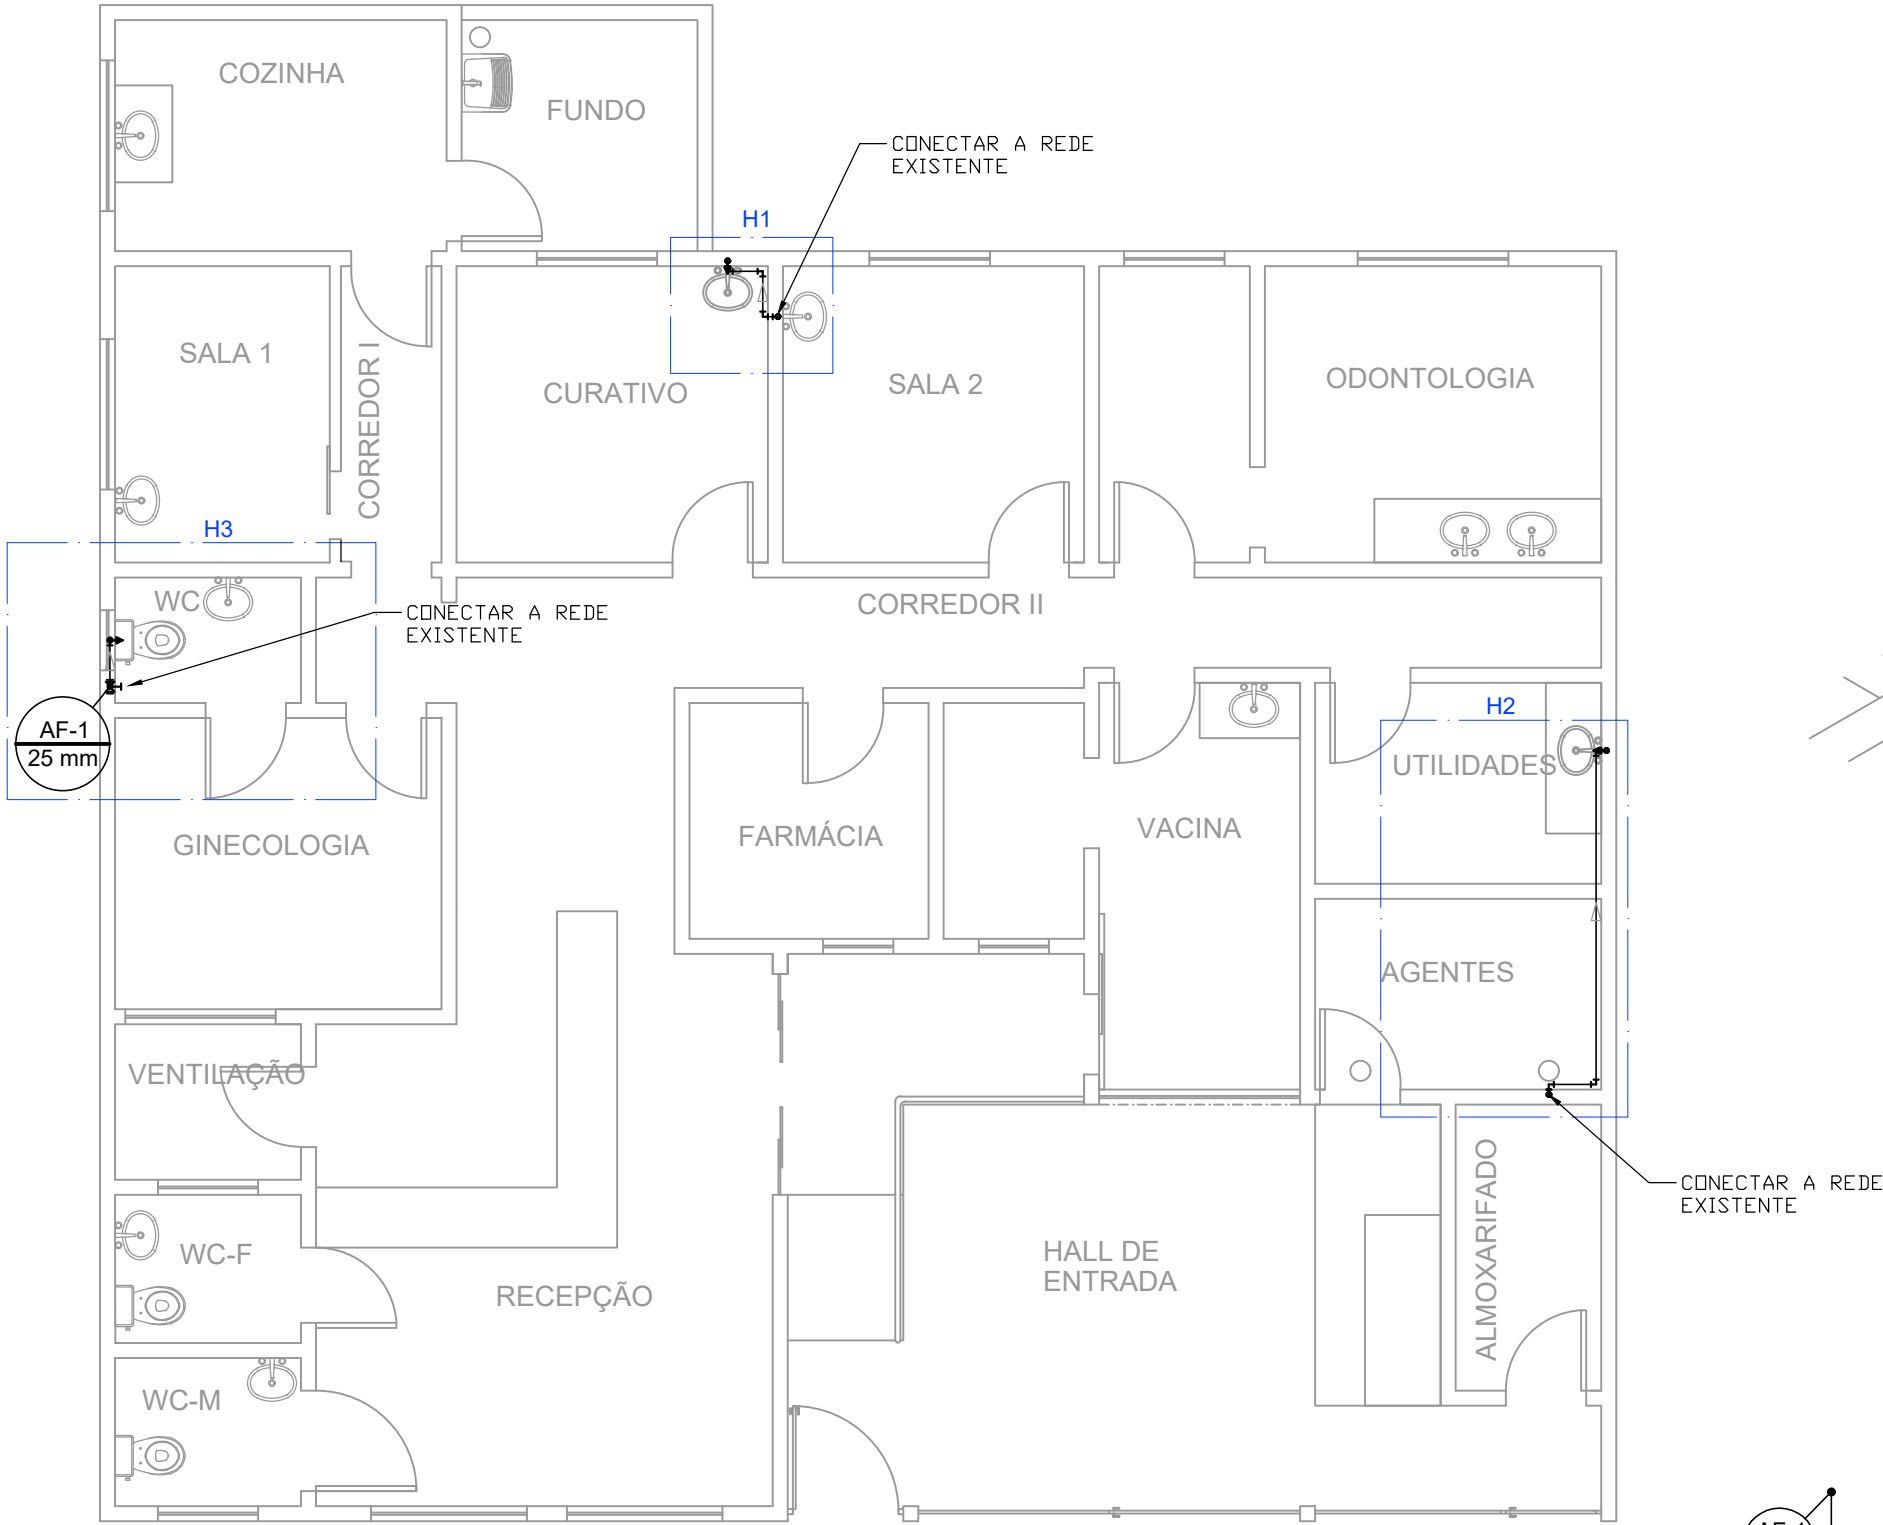 COZINHA
FUNDO
CONECTAR A REDE
EXISTENTE
H1
SALA 1
CORREDOR I
CURATIVO
SALA 2
ODONTOLOGIA
H3
WC
CONECTAR A REDE
EXISTENTE
CORREDOR II
AF-1
25 mm
H2
UTILIDADES
GINECOLOGIA
FARMÁCIA
VACINA
AGENTES
VENTILAÇÃO
CONECTAR A REDE
EXISTENTE
ALMOXARIFADO
WC-F
RECEPÇÃO
HALL DE
ENTRADA
WC-M